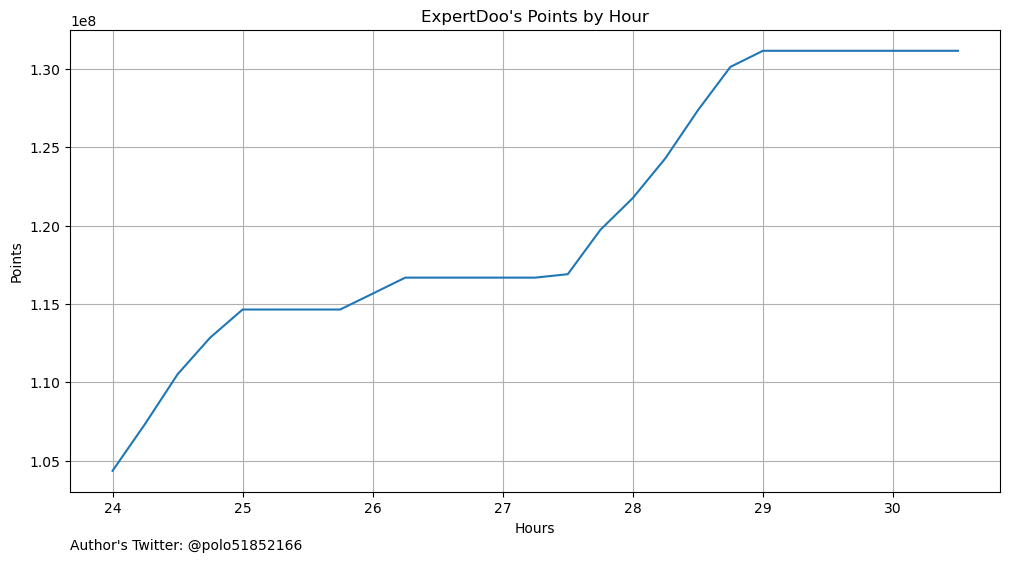 ExpertDoo's Points by Hour
1e8
1.30
1.25
1.20
1.15
1.10
1.05
Points
24 25 26 27 28 29 30
Hours
Author's Twitter: @polo51852166